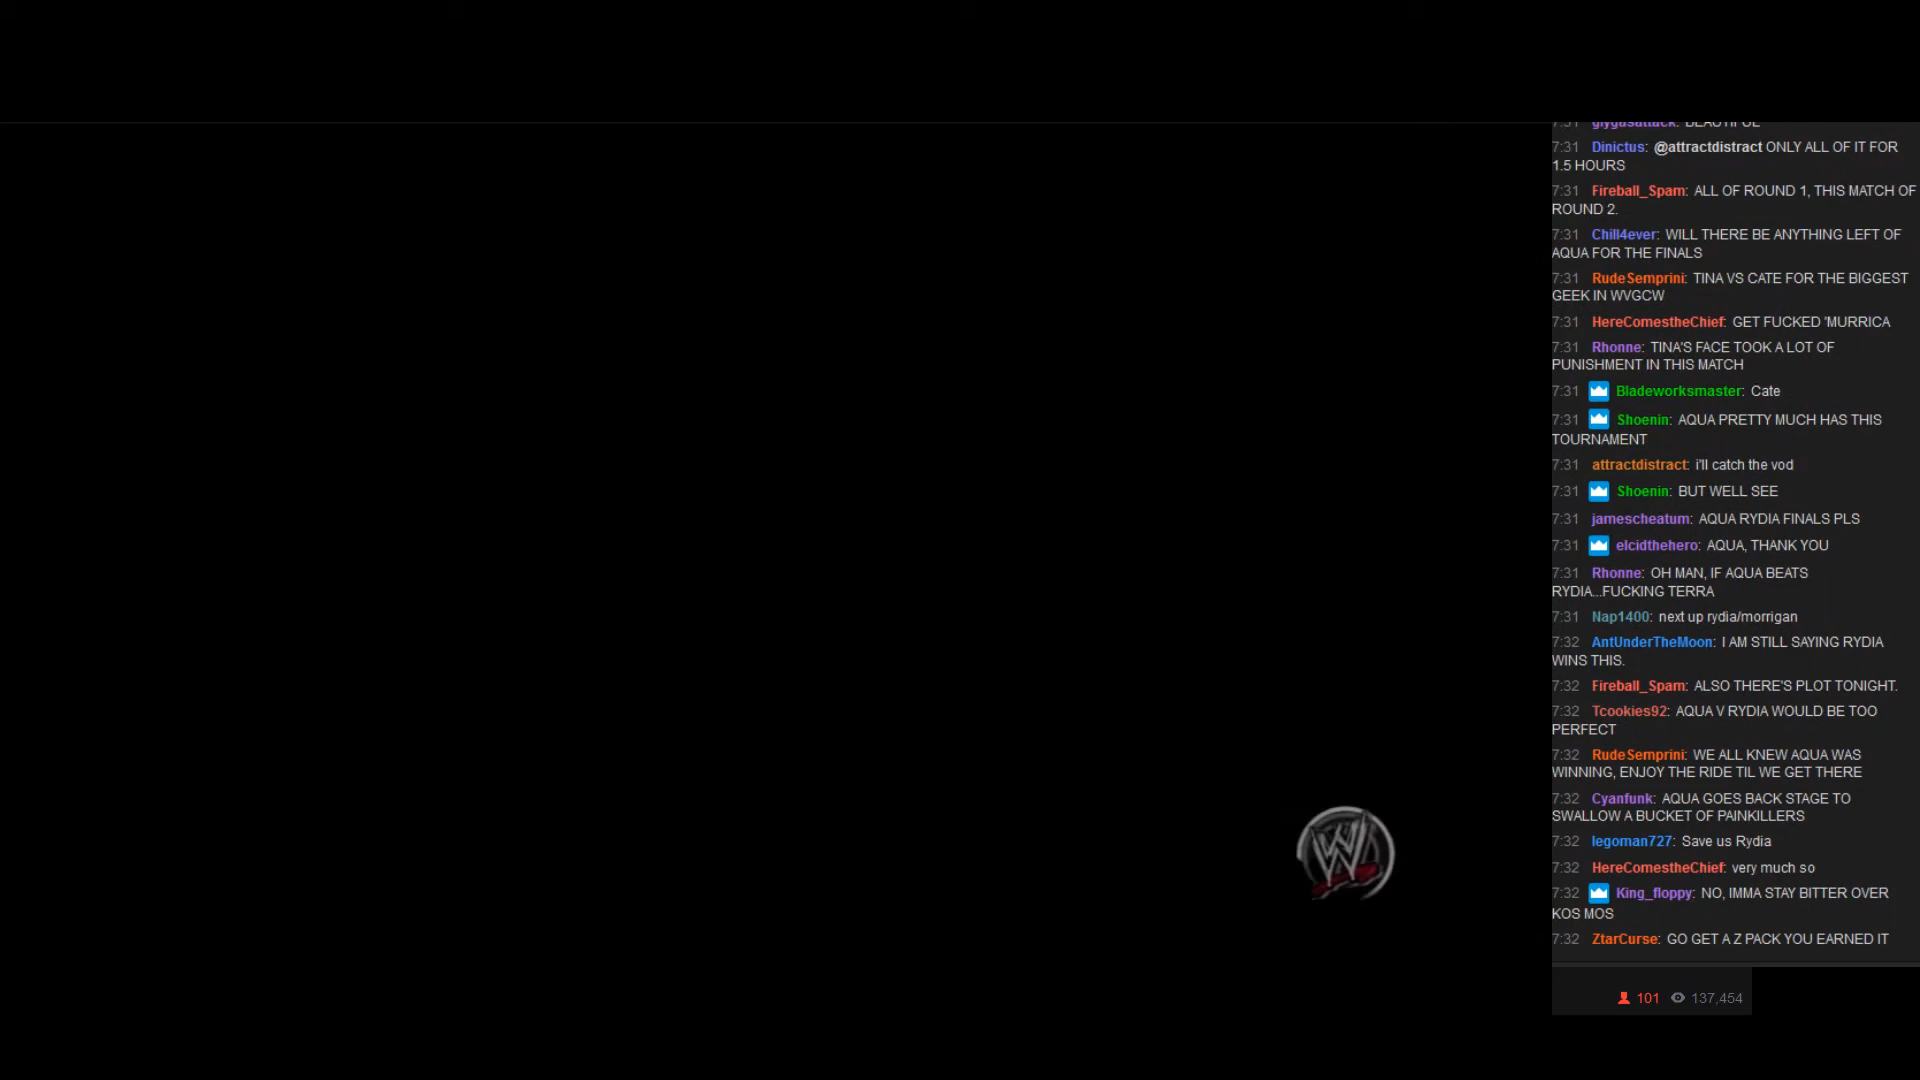 7:31 giygasattack: BEAUTIFUL
7:31 Dinictus: @attractdistract ONLY ALL OF IT FOR
1.5 HOURS
7:31 Fireball_Spam: ALL OF ROUND 1, THIS MATCH OF
ROUND 2.
7:31 Chill4ever: WILL THERE BE ANYTHING LEFT OF
AQUA FOR THE FINALS
7:31 RudeSemprini: TINA VS CATE FOR THE BIGGEST
GEEK IN WVGCW
7:31 HereComestheChief: GET FUCKED 'MURRICA
7:31 Rhonne: TINA'S FACE TOOK A LOT OF
PUNISHMENT IN THIS MATCH
7:31 Bladeworksmaster: Cate
7:31 Shoenin: AQUA PRETTY MUCH HAS THIS
TOURNAMENT
7:31 attractdistract: i'll catch the vod
7:31 Shoenin: BUT WELL SEE
7:31 jamescheatum: AQUA RYDIA FINALS PLS
7:31 elcidthehero: AQUA, THANK YOU
7:31 Rhonne: OH MAN, IF AQUA BEATS
RYDIA...FUCKING TERRA
7:31 Nap1400: next up rydia/morrigan
7:32 AntUnderTheMoon: I AM STILL SAYING RYDIA
WINS THIS.
7:32 Fireball_Spam: ALSO THERE'S PLOT TONIGHT.
7:32 Tcookies92: AQUA V RYDIA WOULD BE TOO
PERFECT
7:32 RudeSemprini: WE ALL KNEW AQUA WAS
WINNING, ENJOY THE RIDE TIL WE GET THERE
7:32 Cyanfunk: AQUA GOES BACK STAGE TO
SWALLOW A BUCKET OF PAINKILLERS
7:32 legoman727: Save us Rydia
7:32 HereComestheChief: very much so
7:32 King_floppy: NO, IMMA STAY BITTER OVER
KOS MOS
7:32 ZtarCurse: GO GET A Z PACK YOU EARNED IT
W
101 137,454